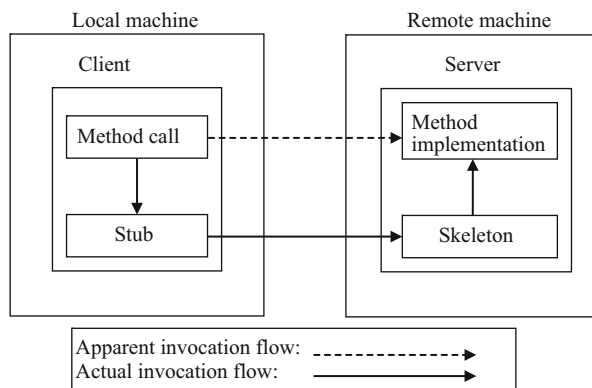 Local machine
Remote machine
Client
Server
Method call
Method
implementation
Stub
Skeleton
Apparent invocation flow:
Actual invocation flow: